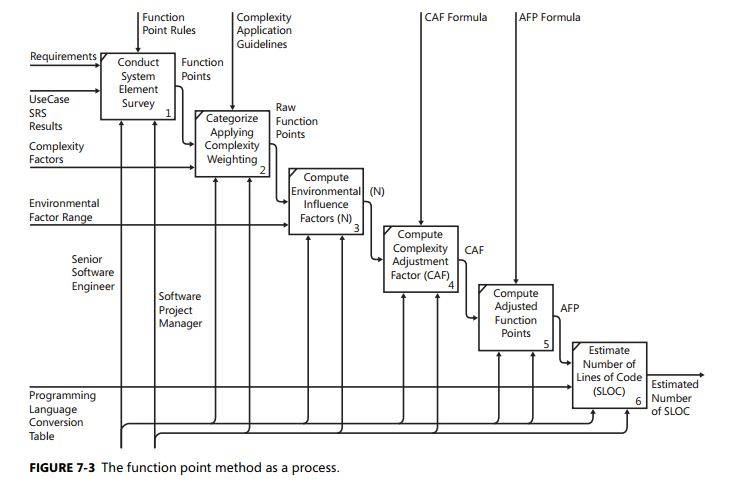 Function
Point Rules
Complexity
Application
Guidelines
CAF Formula
AFP Formula
Requirements
Conduct
System
Element
Survey
1
Function
Points
UseCase
SRS
Results
Categorize
Applying
Complexity
Weighting
2
Raw
Function
Points
Complexity
Factors
Compute
Environmental
Influence
Factors (N)
3
(N)
Environmental
Factor Range
Compute
Complexity
Adjustment
Factor (CAF)
4
CAF
Senior
Software
Engineer
Software
Project
Manager
Compute
Adjusted
Function
Points
5
AFP
Estimate
Number of
Lines of Code
(SLOC)
6
Estimated
Number
of SLOC
Programming
Language
Conversion
Table
FIGURE 7-3 The function point method as a process.